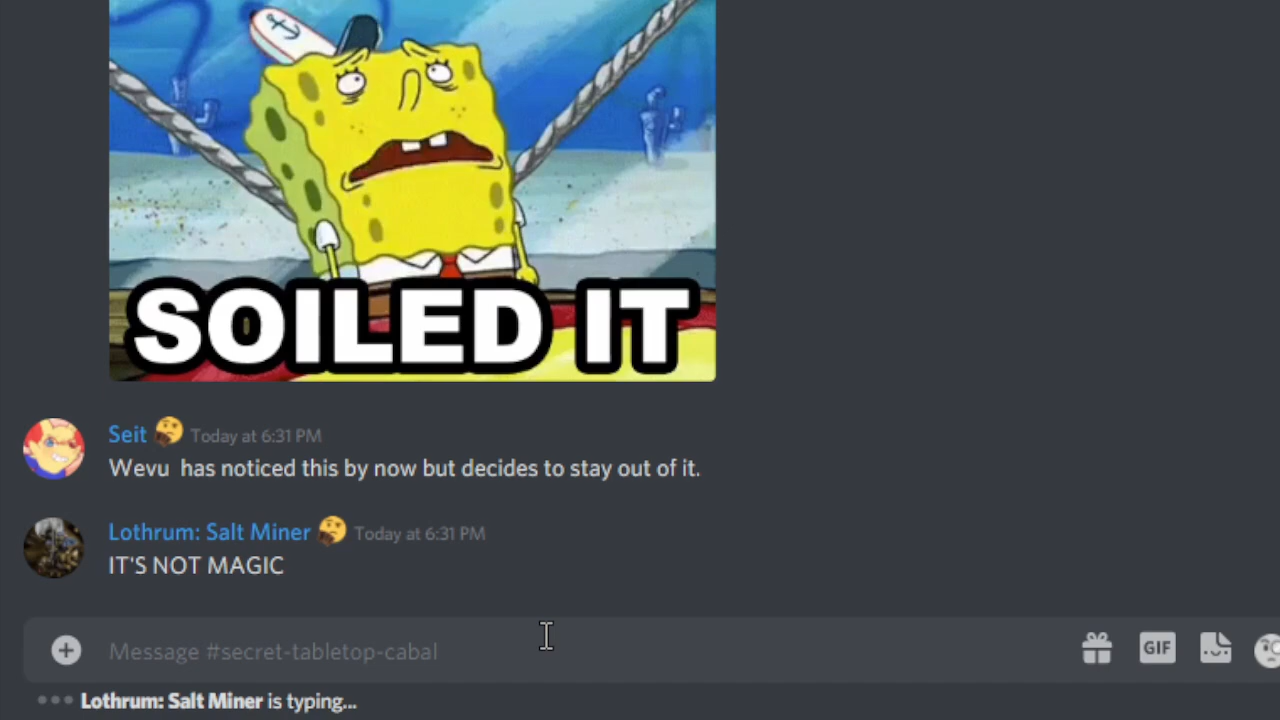 SOILED IT
Seit 🤔 Today at 6:31 PM
Wevu has noticed this by now but decides to stay out of it.
Lothrum: Salt Miner 🤔 Today at 6:31 PM
IT'S NOT MAGIC
Message #secret-tabletop-cabal
GIF
Lothrum: Salt Miner is typing...